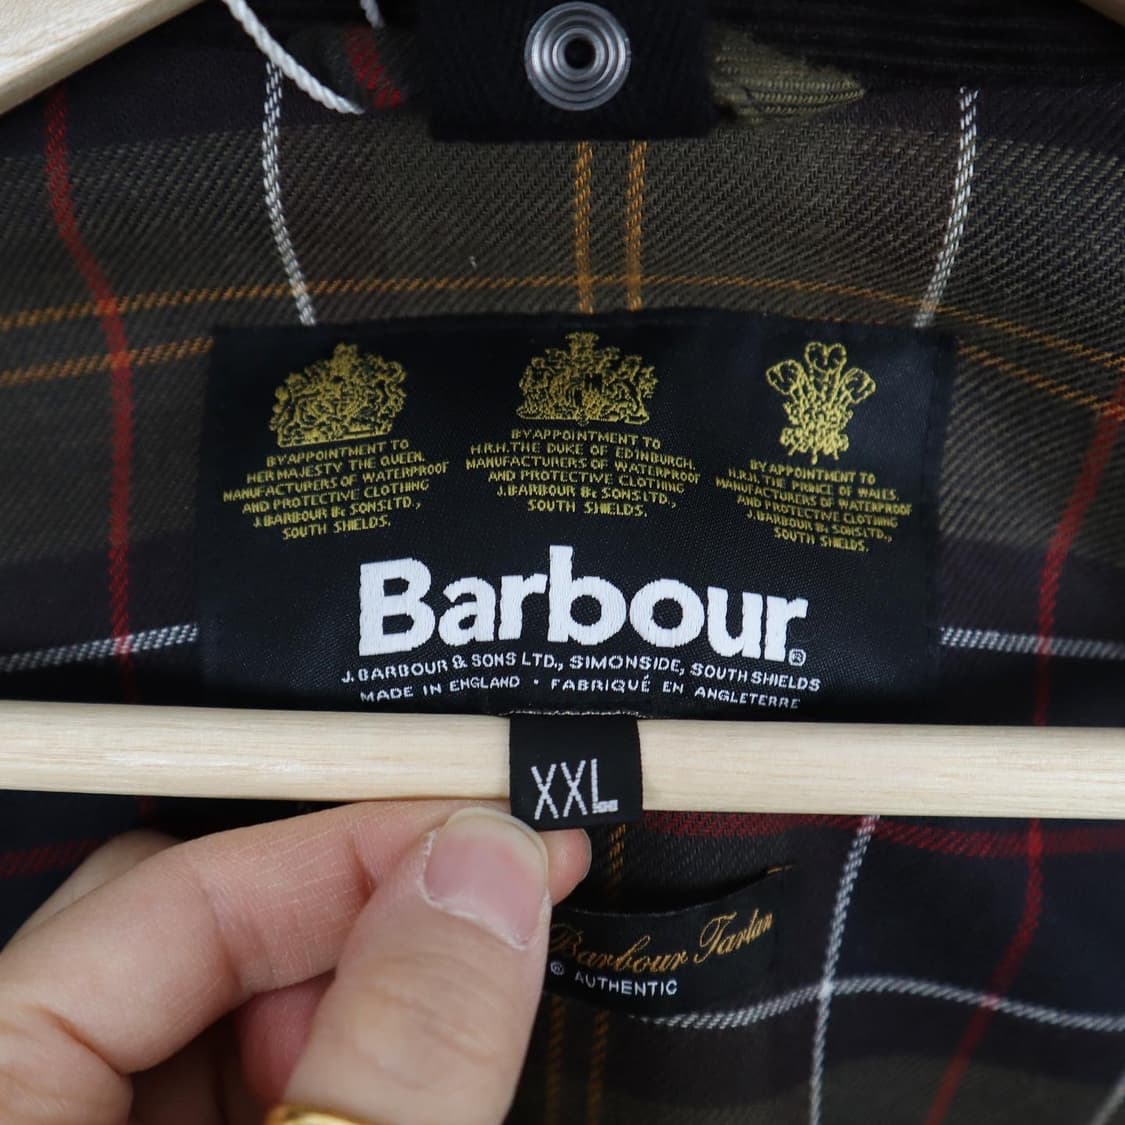 BY APPOINTMENT TO
HER MAJESTY THE QUEEN.
MANUFACTURERS OF WATERPROOF
AND PROTECTIVE CLOTHING
J.BARBOUR & SONS LTD.,
SOUTH SHIELDS.
BY APPOINTMENT TO
H.R.H. THE DUKE OF EDINBURGH.
MANUFACTURERS OF WATERPROOF
AND PROTECTIVE CLOTHING
J.BARBOUR & SONS LTD.,
SOUTH SHIELDS.
BY APPOINTMENT TO
H.R.H. THE PRINCE OF WALES.
MANUFACTURERS OF WATERPROOF
AND PROTECTIVE CLOTHING
J.BARBOUR & SONS LTD.,
SOUTH SHIELDS.
Barbour®
J.BARBOUR & SONS LTD., SIMONSIDE, SOUTH SHIELDS
MADE IN ENGLAND · FABRIQUÉ EN ANGLETERRE
XXL
Barbour Tartan
® AUTHENTIC